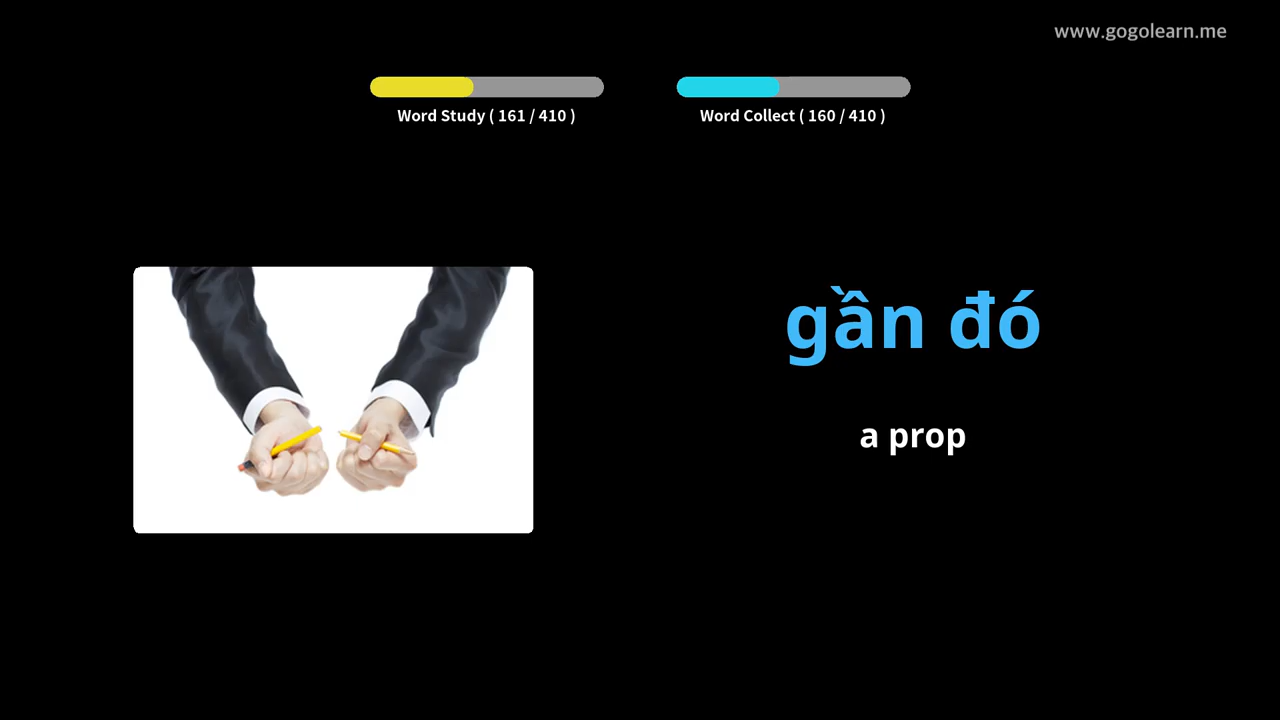 www.gogolearn.me
Word Study ( 161 / 410 )
Word Collect ( 160 / 410 )
gần đó
a prop